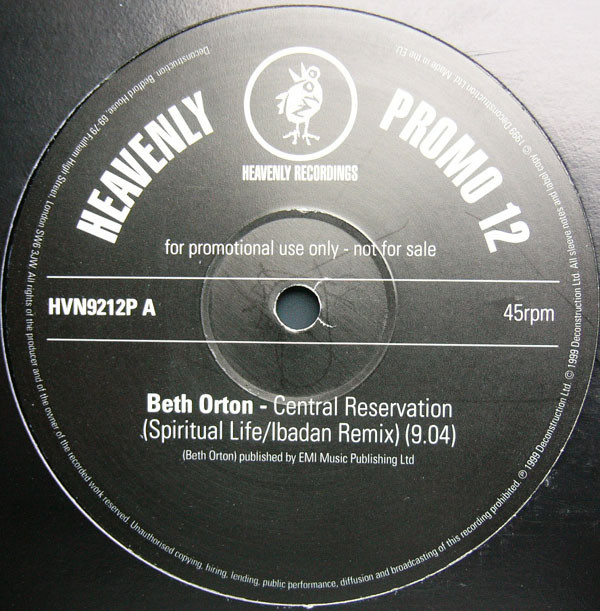 HEAVENLY PROMO 12
HEAVENLY RECORDINGS
for promotional use only - not for sale
HVN9212P A
45rpm
Beth Orton - Central Reservation
(Spiritual Life/Ibadan Remix) (9.04)
(Beth Orton) published by EMI Music Publishing Ltd
Deconstruction, Bedford House, 69-79 Fulham High Street, London SW6 3JW. All rights of the producer and of the owner of the recorded work reserved. Unauthorised copying, hiring, lending, public performance, diffusion and broadcasting of this recording prohibited. ℗ 1999 Deconstruction Ltd. © 1999 Deconstruction Ltd. All sleeve notes and label copy © 1999 Deconstruction Ltd. Made in the EU